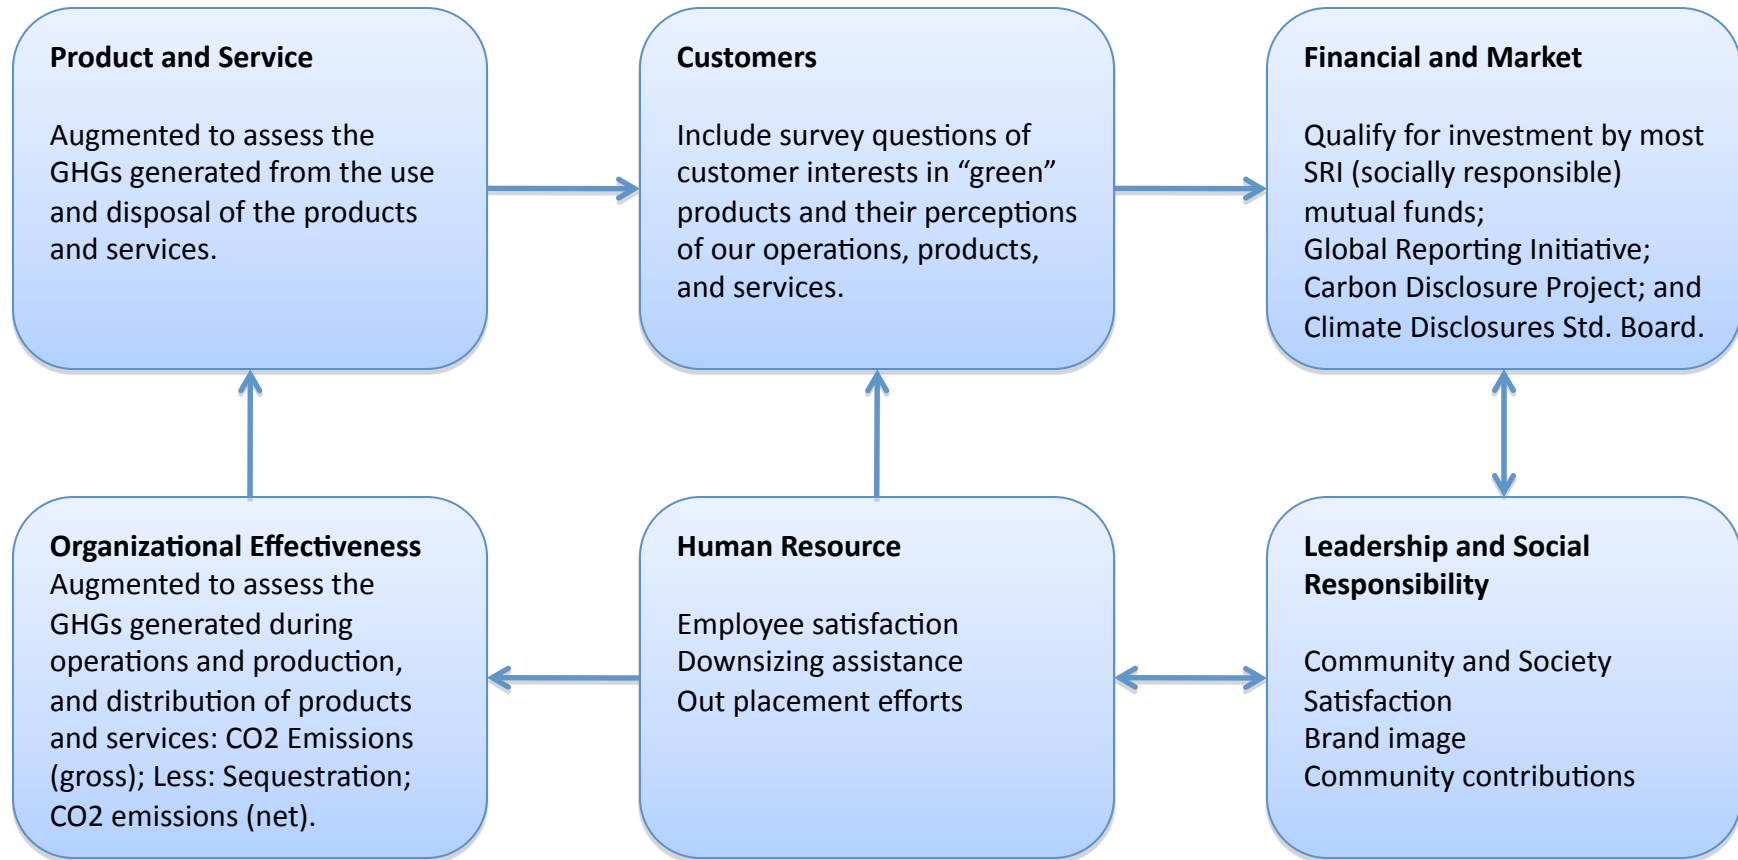 Product and Service
Augmented to assess the
GHGs generated from the use
and disposal of the products
and services.
Customers
Include survey questions of
customer interests in “green”
products and their perceptions
of our operations, products,
and services.
Financial and Market
Qualify for investment by most
SRI (socially responsible)
mutual funds;
Global Reporting Initiative;
Carbon Disclosure Project; and
Climate Disclosures Std. Board.
Organizational Effectiveness
Augmented to assess the
GHGs generated during
operations and production,
and distribution of products
and services: CO2 Emissions
(gross); Less: Sequestration;
CO2 emissions (net).
Human Resource
Employee satisfaction
Downsizing assistance
Out placement efforts
Leadership and Social
Responsibility
Community and Society
Satisfaction
Brand image
Community contributions